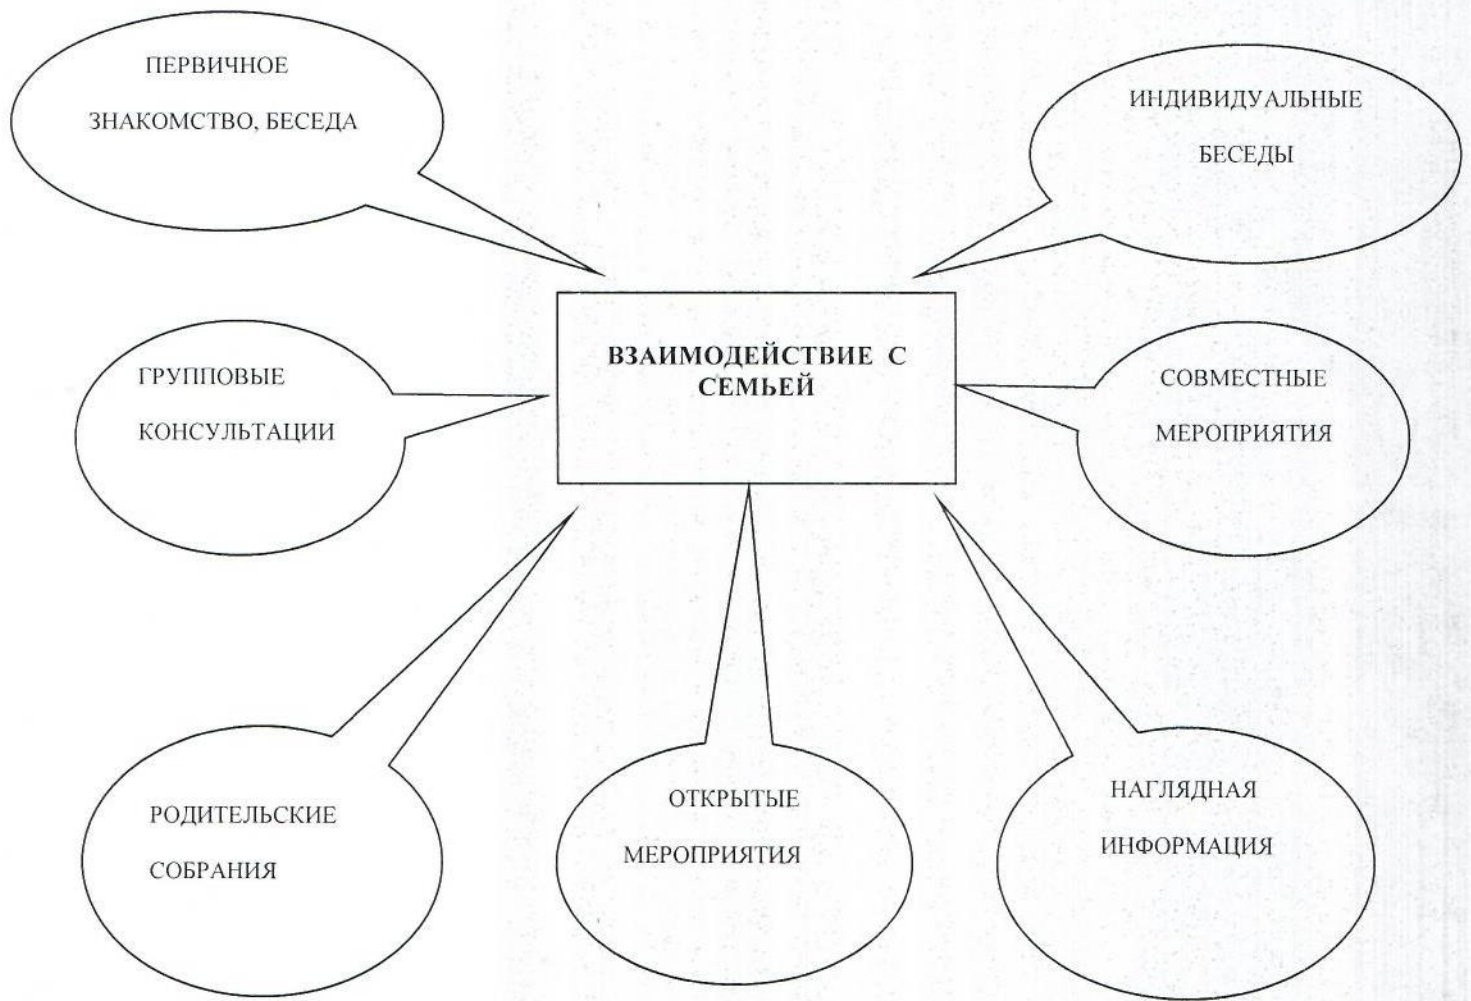 ПЕРВИЧНОЕ
ЗНАКОМСТВО, БЕСЕДА
ИНДИВИДУАЛЬНЫЕ
БЕСЕДЫ
ВЗАИМОДЕЙСТВИЕ С
СЕМЬЕЙ
ГРУППОВЫЕ
КОНСУЛЬТАЦИИ
СОВМЕСТНЫЕ
МЕРОПРИЯТИЯ
РОДИТЕЛЬСКИЕ
СОБРАНИЯ
ОТКРЫТЫЕ
МЕРОПРИЯТИЯ
НАГЛЯДНАЯ
ИНФОРМАЦИЯ